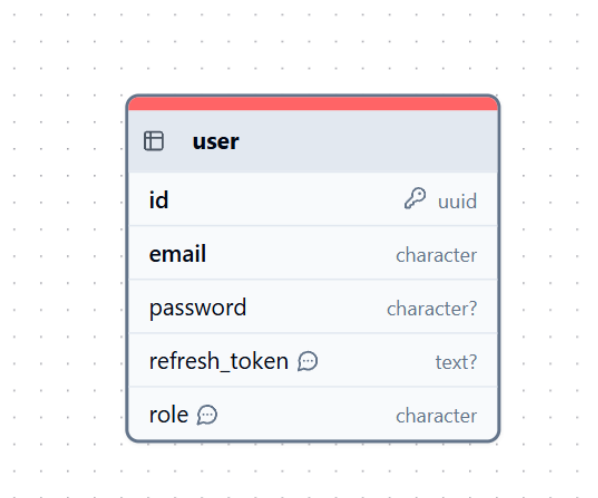 user
id uuid
email character
password character?
refresh_token text?
role character